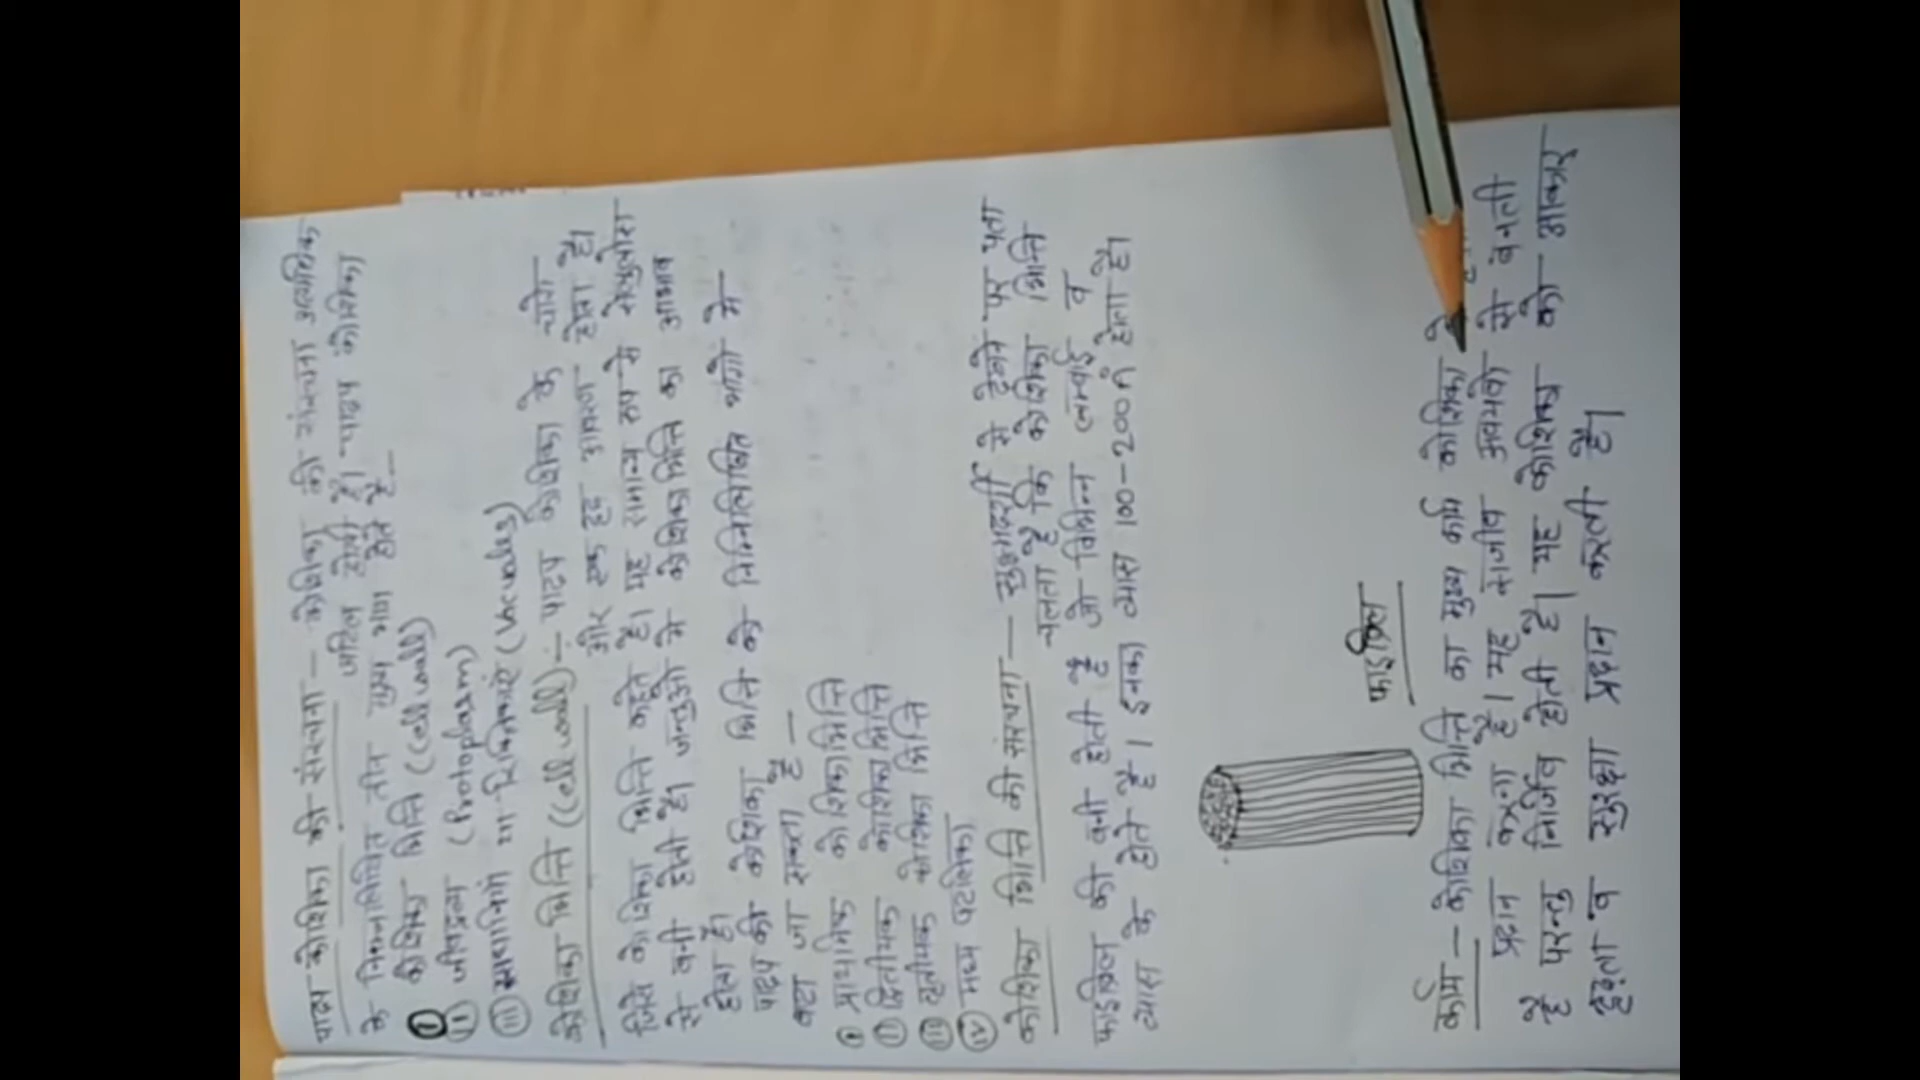 पादप कोशिका की संरचना – कोशिका की संरचना अत्यधिक
जटिल होती है। पादप कोशिका
के निम्नलिखित तीन मुख्य भाग होते है –
(i) कोशिका भित्ति (Cell wall)
(ii) जीवद्रव्य (Protoplasm)
(iii) रसधानियां या रिक्तिकाएं (Vacuoles)
कोशिका भित्ति (Cell wall) – पादप कोशिका के चारो
ओर एक दृढ आवरण होता है।
जिसे कोशिका भित्ति कहते है। यह सामान्य रूप से सेल्युलोस
से बनी होती है। जन्तुओ मे कोशिका भित्ति का अभाव
होता है।
पादप की कोशिका भित्ति को निम्नलिखित भागो मे
बाटा जा सकता है –
(i) प्राथमिक कोशिका भित्ति
(ii) द्वितीयक कोशिका भित्ति
(iii) तृतीयक कोशिका भित्ति
(iv) मध्य पटलिका
कोशिका भित्ति की संरचना – सूक्ष्मदर्शी से देखने पर पता
चलता है कि कोशिका भित्ति
फाइब्रिल की बनी होती है जो विभिन्न लम्बाई व
व्यास के होते है। इनका व्यास 100-200 Å होता है।
फाइब्रिल
कार्य – कोशिका भित्ति का मुख्य कार्य कोशिका
प्रदान करना है। यह सजीव अवयवो से बनती
है परन्तु निर्जीव होती है। यह कोशिका को आकार
दृढ़ता व सुरक्षा प्रदान करती है।